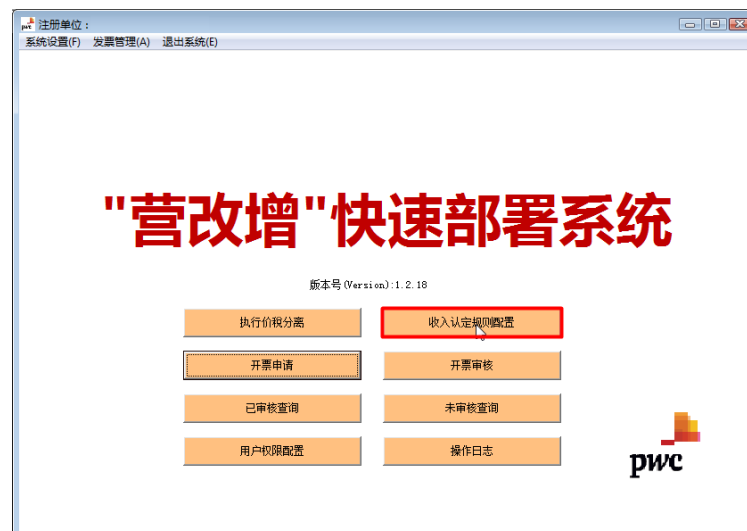 pwc 注册单位：
系统设置(F) 发票管理(A) 退出系统(E)
"营改增"快速部署系统
版本号(Version):1.2.18
执行价税分离 收入认定规则配置
开票申请 开票审核
已审核查询 未审核查询
用户权限配置 操作日志
pwc